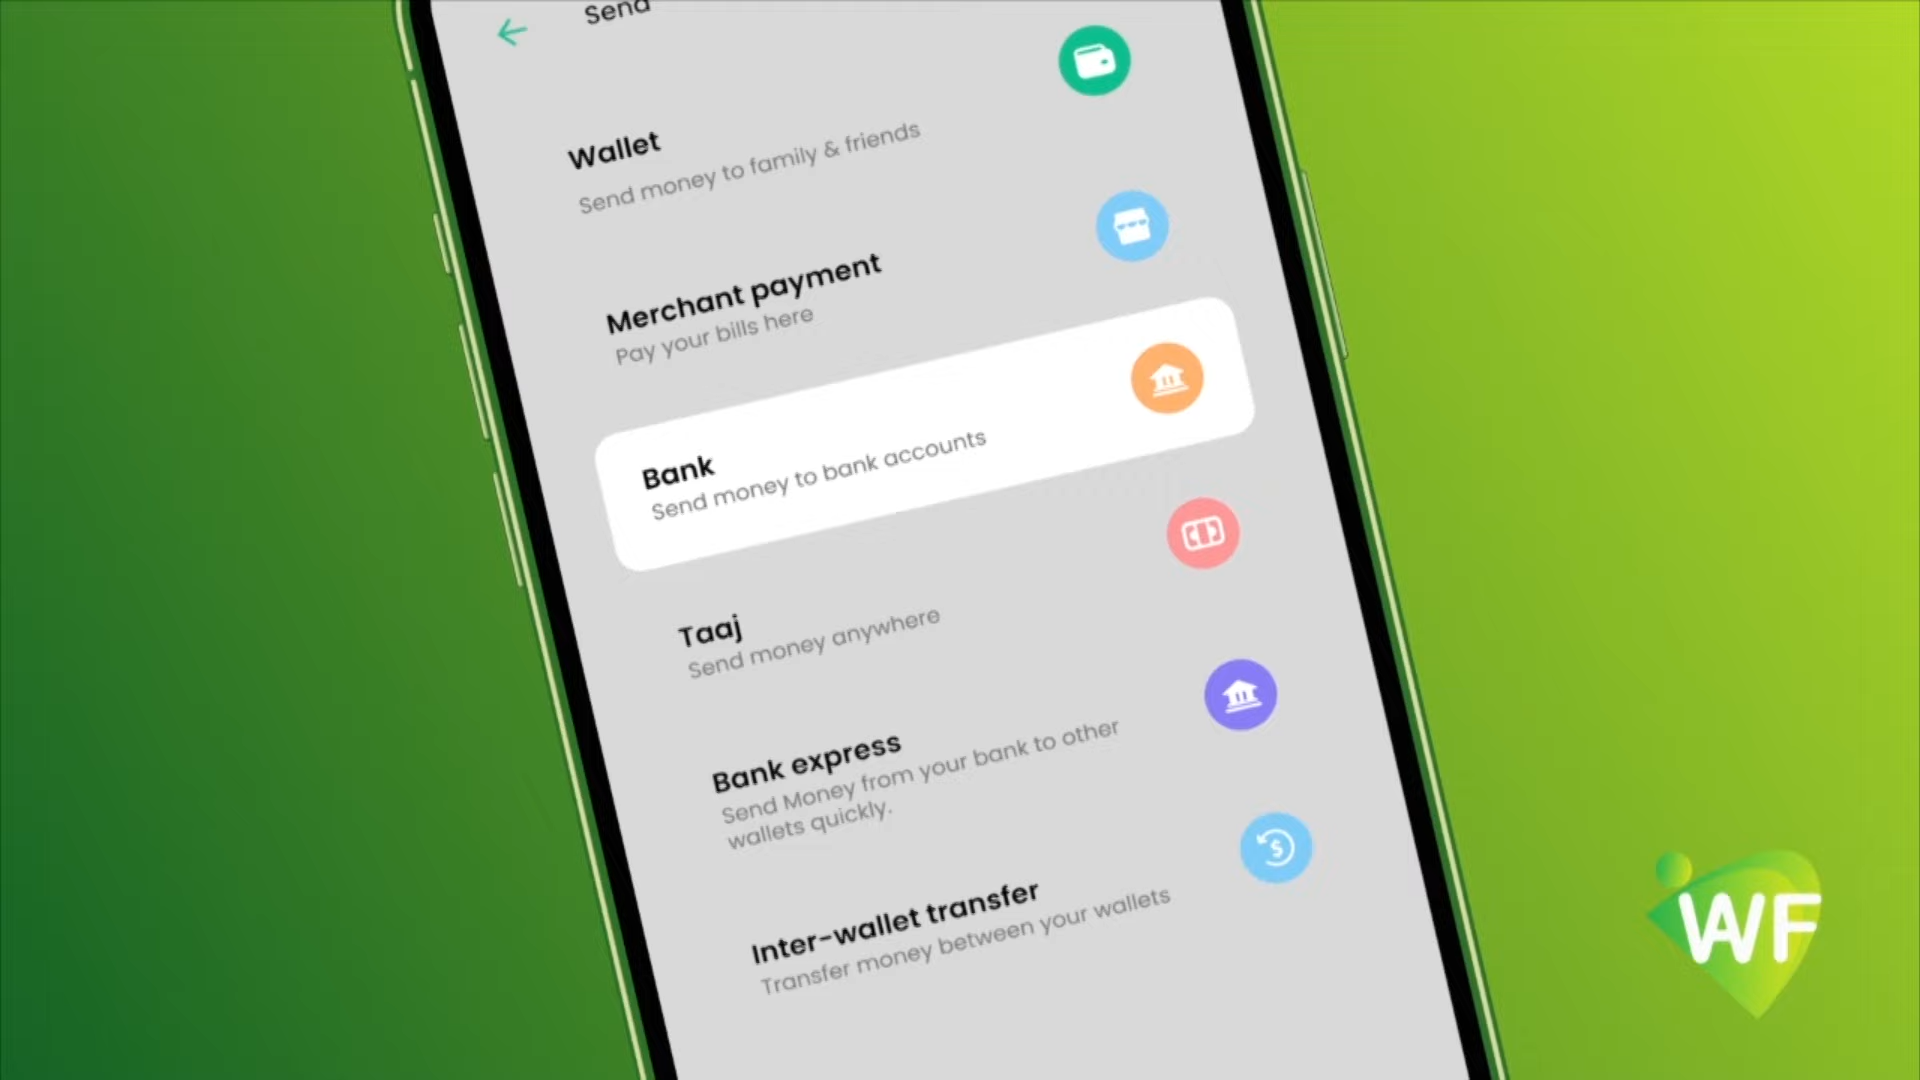 Send
Wallet
Send money to family & friends
Merchant payment
Pay your bills here
Bank
Send money to bank accounts
Taaj
Send money anywhere
Bank express
Send Money from your bank to other
wallets quickly.
$
Inter-wallet transfer
Transfer money between your wallets
WF